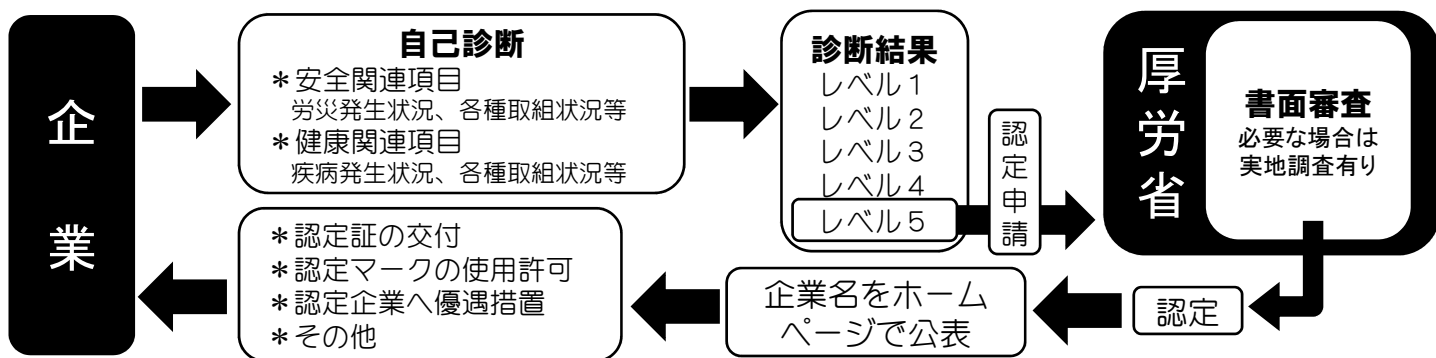 企業
自己診断
＊安全関連項目
労災発生状況、各種取組状況等
＊健康関連項目
疾病発生状況、各種取組状況等
診断結果
レベル１
レベル２
レベル３
レベル４
レベル５
認定申請
厚労省
書面審査
必要な場合は
実地調査有り
認定
企業名をホーム
ページで公表
＊認定証の交付
＊認定マークの使用許可
＊認定企業へ優遇措置
＊その他